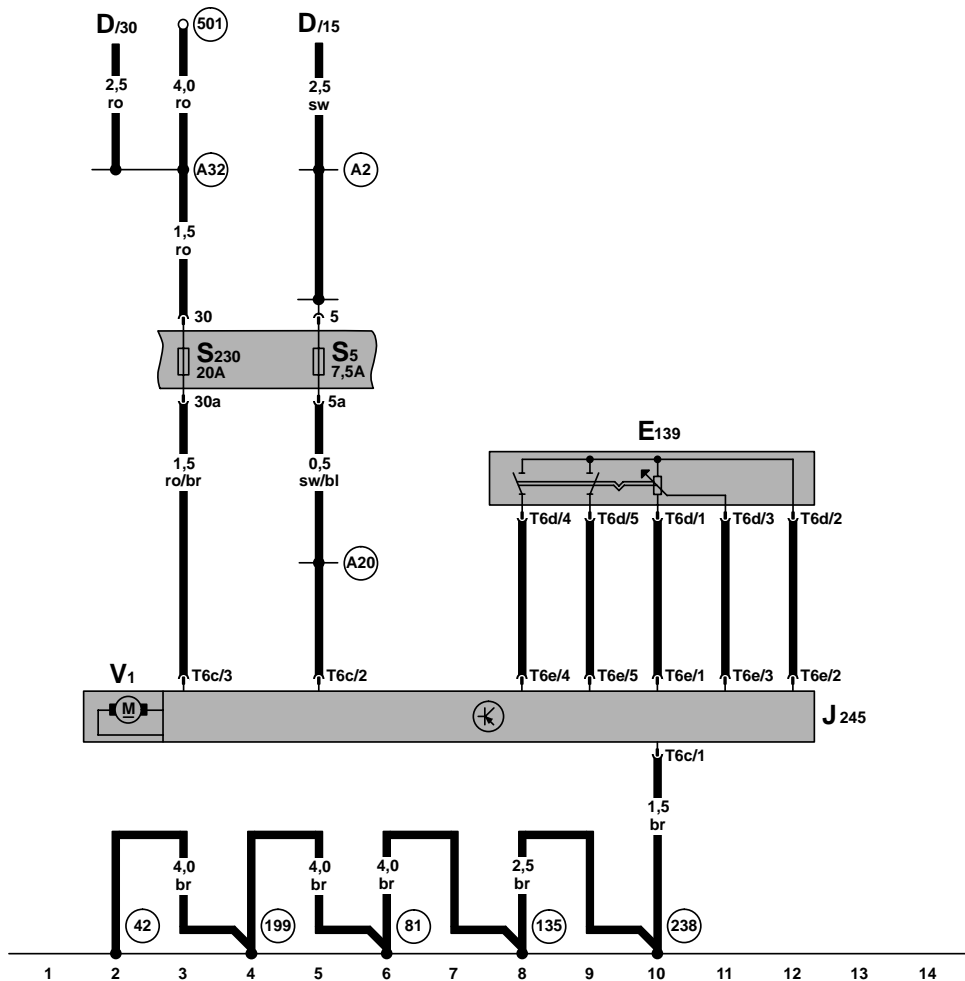 D/30
501
D/15
2,5
ro
4,0
ro
2,5
sw
A32
A2
1,5
ro
30
5
S230
20A
S5
7,5A
30a
5a
E139
1,5
ro/br
0,5
sw/bl
T6d/4
T6d/5
T6d/1
T6d/3
T6d/2
A20
V1
T6c/3
T6c/2
T6e/4
T6e/5
T6e/1
T6e/3
T6e/2
M
J245
T6c/1
1,5
br
4,0
br
4,0
br
4,0
br
2,5
br
42
199
81
135
238
1 2 3 4 5 6 7 8 9 10 11 12 13 14